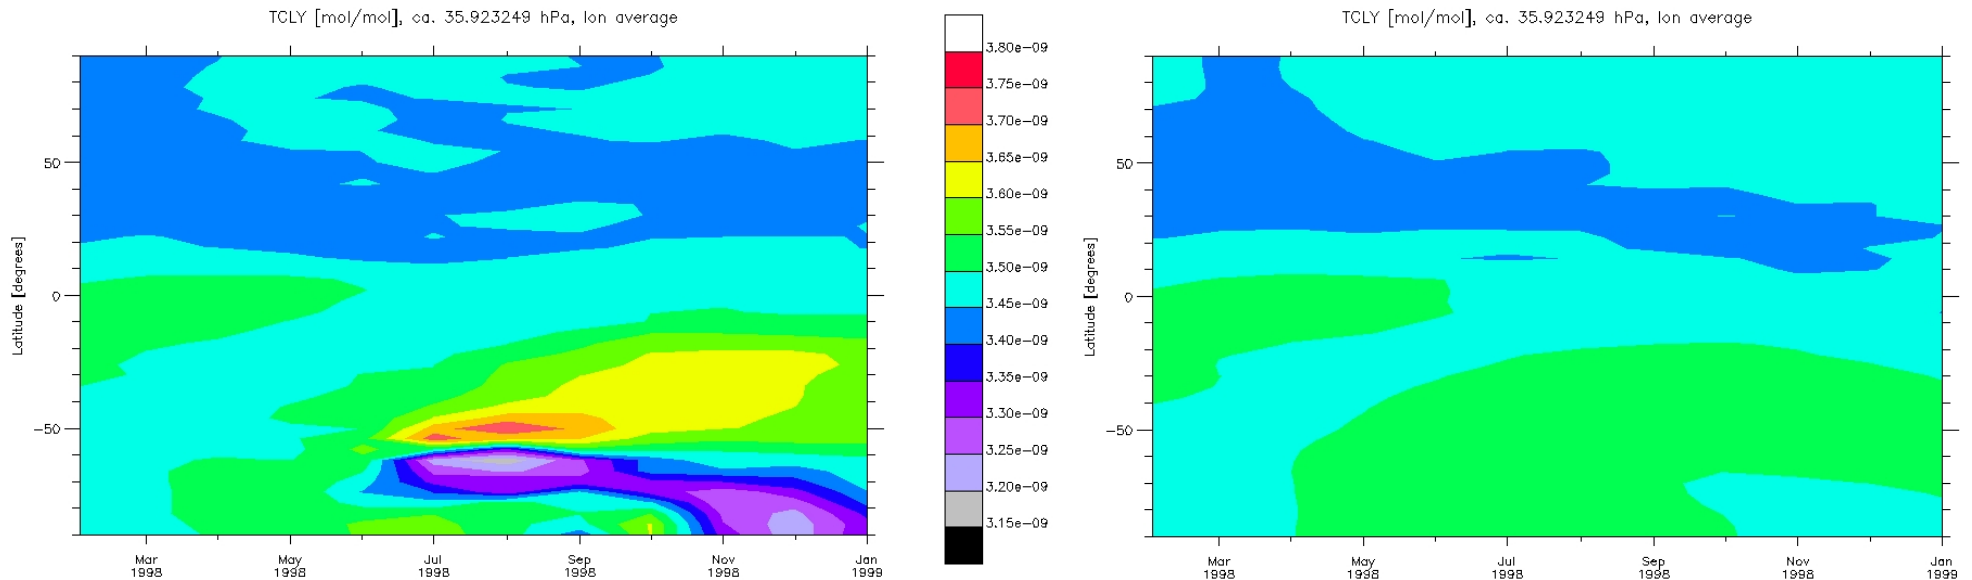 TCLY [mol/mol], ca. 35.923249 hPa, lon average
Latitude [degrees]
50
0
−50
Mar 1998
May 1998
Jul 1998
Sep 1998
Nov 1998
Jan 1999
3.80e−09
3.75e−09
3.70e−09
3.65e−09
3.60e−09
3.55e−09
3.50e−09
3.45e−09
3.40e−09
3.35e−09
3.30e−09
3.25e−09
3.20e−09
3.15e−09
TCLY [mol/mol], ca. 35.923249 hPa, lon average
Latitude [degrees]
50
0
−50
Mar 1998
May 1998
Jul 1998
Sep 1998
Nov 1998
Jan 1999